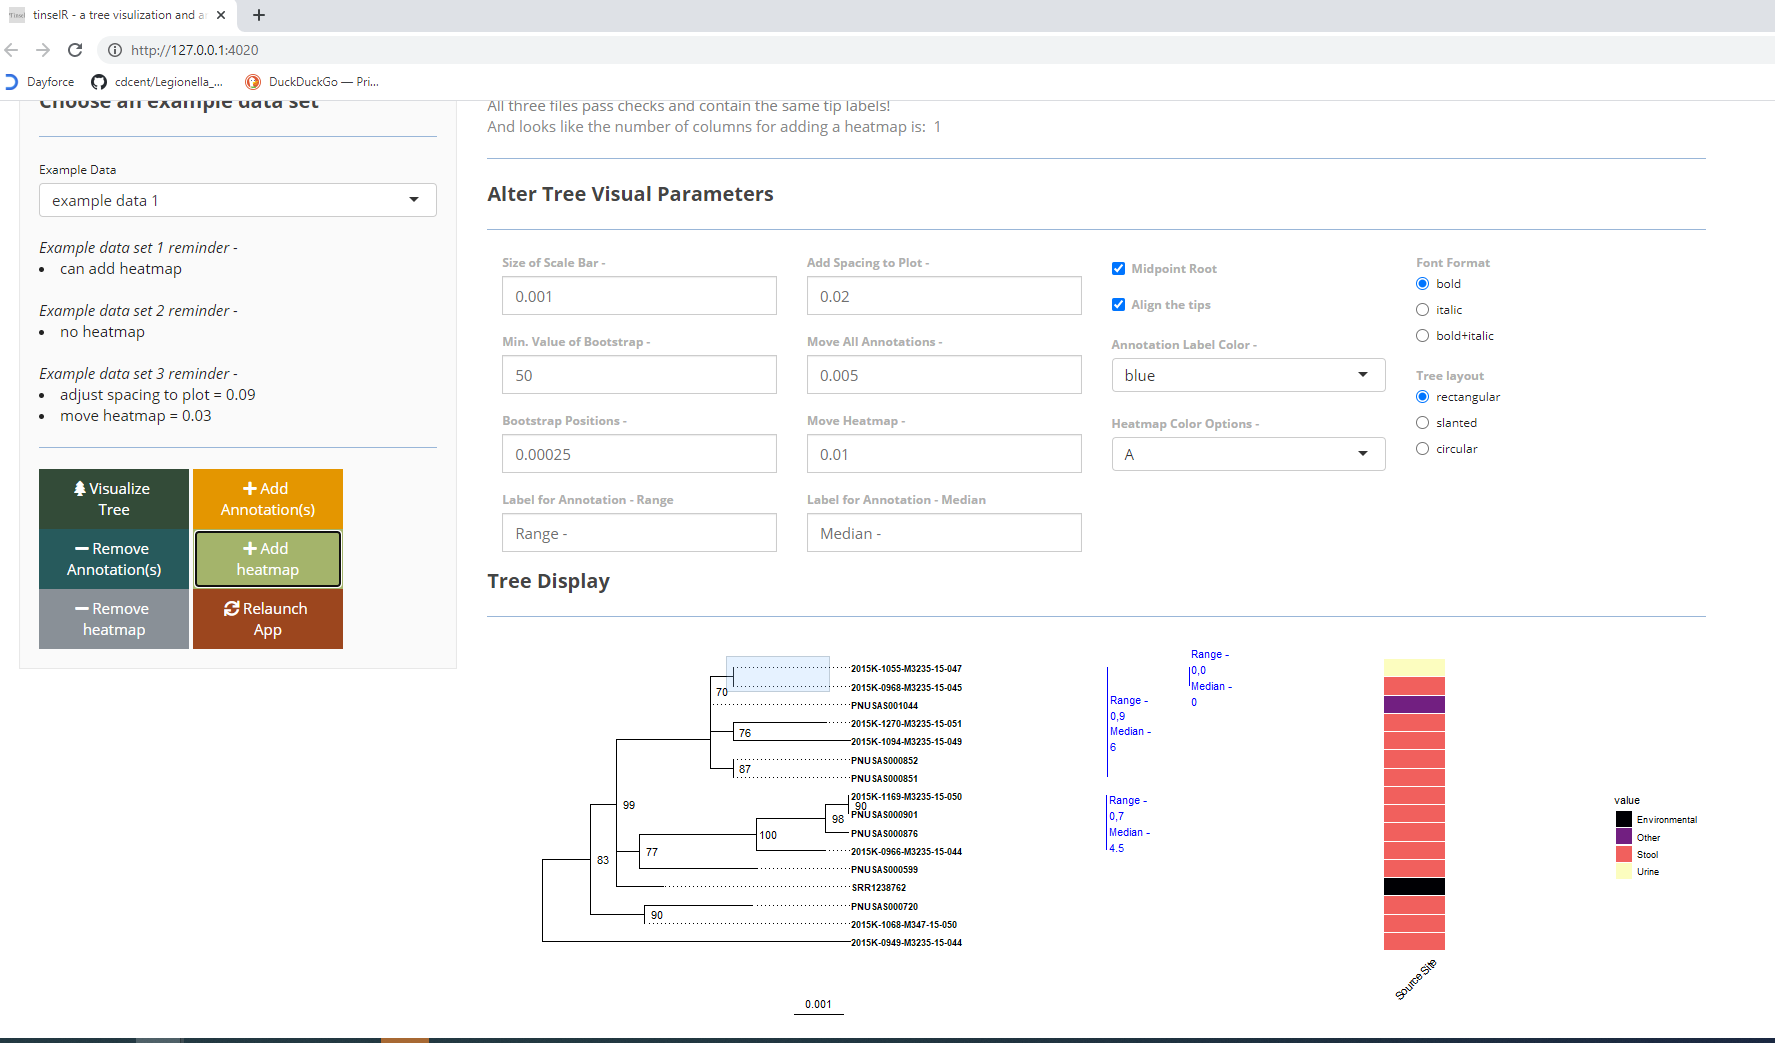 tinselR - a tree visulization and a
http://127.0.0.1:4020
Dayforce
cdcent/Legionella_...
DuckDuckGo — Pri...
Choose an example data set
Example Data
example data 1
Example data set 1 reminder -
can add heatmap
Example data set 2 reminder -
no heatmap
Example data set 3 reminder -
adjust spacing to plot = 0.09
move heatmap = 0.03
Visualize
Tree
Add
Annotation(s)
Remove
Annotation(s)
Add
heatmap
Remove
heatmap
Relaunch
App
All three files pass checks and contain the same tip labels!
And looks like the number of columns for adding a heatmap is: 1
Alter Tree Visual Parameters
Size of Scale Bar -
0.001
Min. Value of Bootstrap -
50
Bootstrap Positions -
0.00025
Label for Annotation - Range
Range -
Add Spacing to Plot -
0.02
Move All Annotations -
0.005
Move Heatmap -
0.01
Label for Annotation - Median
Median -
Midpoint Root
Align the tips
Annotation Label Color -
blue
Heatmap Color Options -
A
Font Format
bold
italic
bold+italic
Tree layout
rectangular
slanted
circular
Tree Display
2015K-1055-M3235-15-047
2015K-0968-M3235-15-045
PNUSAS001044
2015K-1270-M3235-15-051
2015K-1094-M3235-15-049
PNUSAS000852
PNUSAS000851
2015K-1169-M3235-15-050
PNUSAS000901
PNUSAS000876
2015K-0966-M3235-15-044
PNUSAS000599
SRR1238762
PNUSAS000720
2015K-1068-M347-15-050
2015K-0949-M3235-15-044
70
76
87
99
90
98
100
77
83
90
0.001
Range -
0,0
Median -
0
Range -
0,9
Median -
6
Range -
0,7
Median -
4.5
Source.Site
value
Environmental
Other
Stool
Urine